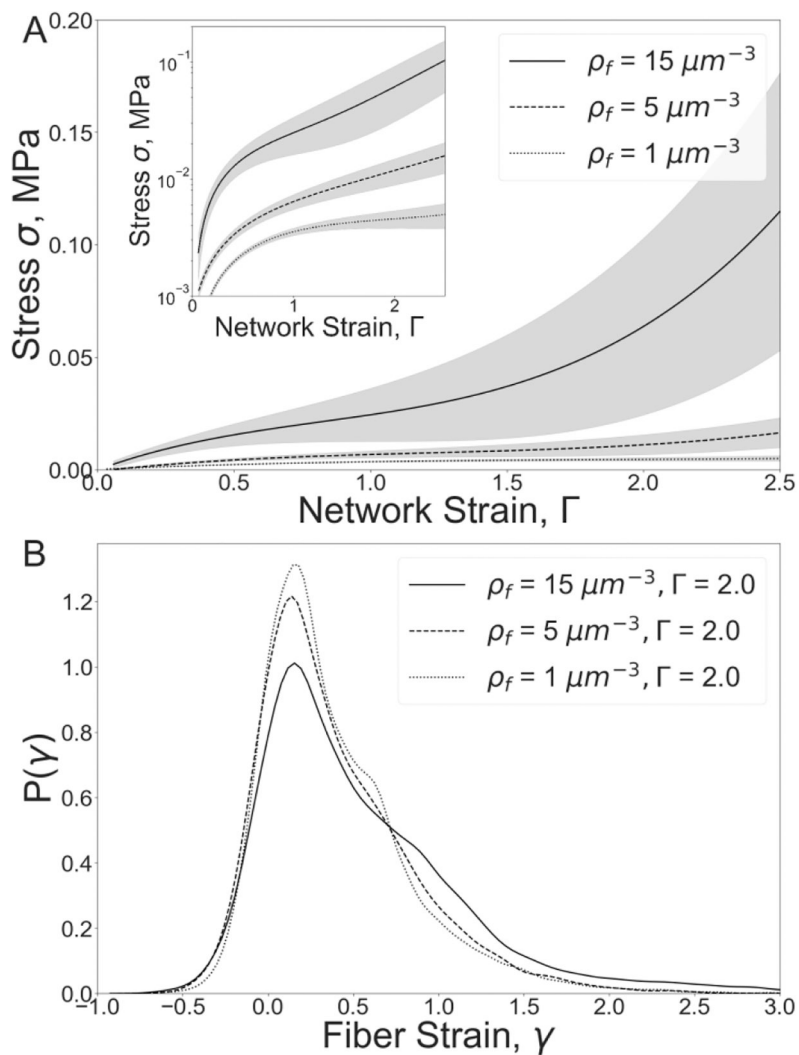 A
0.20
0.15
0.10
0.05
0.00
Stress σ, MPa
10⁻¹
10⁻²
10⁻³
Stress σ, MPa
0 1 2
Network Strain, Γ
ρ_f = 15 μm⁻³
ρ_f = 5 μm⁻³
ρ_f = 1 μm⁻³
0.0 0.5 1.0 1.5 2.0 2.5
Network Strain, Γ
B
1.2
1.0
0.8
0.6
0.4
0.2
0.0
P(γ)
ρ_f = 15 μm⁻³, Γ = 2.0
ρ_f = 5 μm⁻³, Γ = 2.0
ρ_f = 1 μm⁻³, Γ = 2.0
−1.0 −0.5 0.0 0.5 1.0 1.5 2.0 2.5 3.0
Fiber Strain, γ